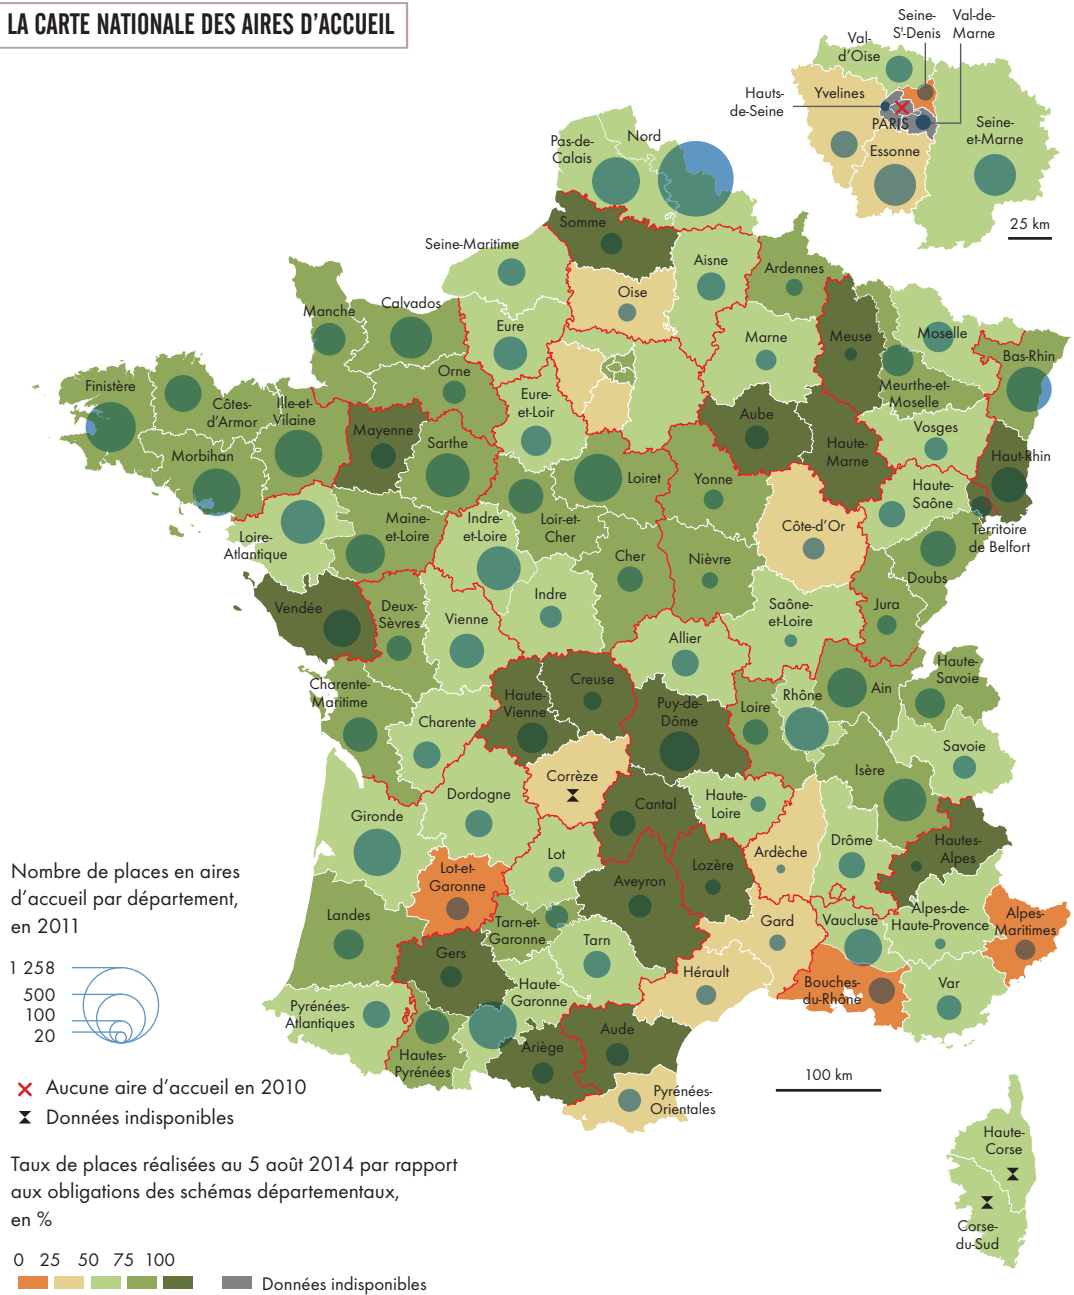 LA CARTE NATIONALE DES AIRES D'ACCUEIL
Seine-
St-Denis
Val-de-
Marne
Val-
d'Oise
Yvelines
Hauts-
de-Seine
PARIS
Essonne
Seine-
et-Marne
25 km
Pas-de-
Calais
Nord
Somme
Seine-Maritime
Aisne
Ardennes
Oise
Manche
Calvados
Eure
Marne
Meuse
Moselle
Bas-Rhin
Finistère
Côtes-
d'Armor
Ille-et-
Vilaine
Orne
Eure-
et-Loir
Meurthe-et-
Moselle
Mayenne
Sarthe
Aube
Haute-
Marne
Vosges
Haut-Rhin
Morbihan
Loiret
Yonne
Haute-
Saône
Loire-
Atlantique
Maine-
et-Loire
Indre-
et-Loire
Loir-et-
Cher
Côte-d'Or
Territoire
de Belfort
Cher
Nièvre
Doubs
Vendée
Deux-
Sèvres
Vienne
Indre
Saône-
et-Loire
Jura
Allier
Charente-
Maritime
Charente
Haute-
Vienne
Creuse
Puy-de-
Dôme
Loire
Rhône
Ain
Haute-
Savoie
Savoie
Corrèze
Isère
Dordogne
Cantal
Haute-
Loire
Gironde
Lot
Ardèche
Drôme
Hautes-
Alpes
Lot-et-
Garonne
Aveyron
Lozère
Landes
Tarn-et-
Garonne
Gard
Vaucluse
Alpes-de-
Haute-Provence
Alpes-
Maritimes
Gers
Tarn
Hérault
Bouches-
du-Rhône
Var
Haute-
Garonne
Pyrénées-
Atlantiques
Hautes-
Pyrénées
Ariège
Aude
Pyrénées-
Orientales
100 km
Haute-
Corse
Corse-
du-Sud
Nombre de places en aires
d'accueil par département,
en 2011
1 258
500
100
20
Aucune aire d'accueil en 2010
Données indisponibles
Taux de places réalisées au 5 août 2014 par rapport
aux obligations des schémas départementaux,
en %
0 25 50 75 100
Données indisponibles